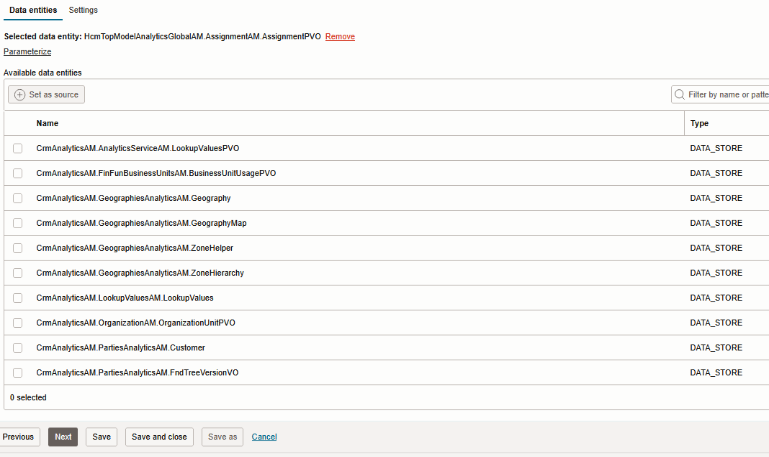 Data entities Settings
Selected data entity: HcmTopModelAnalyticsGlobalAM.AssignmentAM.AssignmentPVO Remove
Parameterize
Available data entities
Set as source Filter by name or patte
Name Type
CrmAnalyticsAM.AnalyticsServiceAM.LookupValuesPVO DATA_STORE
CrmAnalyticsAM.FinFunBusinessUnitsAM.BusinessUnitUsagePVO DATA_STORE
CrmAnalyticsAM.GeographiesAnalyticsAM.Geography DATA_STORE
CrmAnalyticsAM.GeographiesAnalyticsAM.GeographyMap DATA_STORE
CrmAnalyticsAM.GeographiesAnalyticsAM.ZoneHelper DATA_STORE
CrmAnalyticsAM.GeographiesAnalyticsAM.ZoneHierarchy DATA_STORE
CrmAnalyticsAM.LookupValuesAM.LookupValues DATA_STORE
CrmAnalyticsAM.OrganizationAM.OrganizationUnitPVO DATA_STORE
CrmAnalyticsAM.PartiesAnalyticsAM.Customer DATA_STORE
CrmAnalyticsAM.PartiesAnalyticsAM.FndTreeVersionVO DATA_STORE
0 selected
Previous Next Save Save and close Save as Cancel